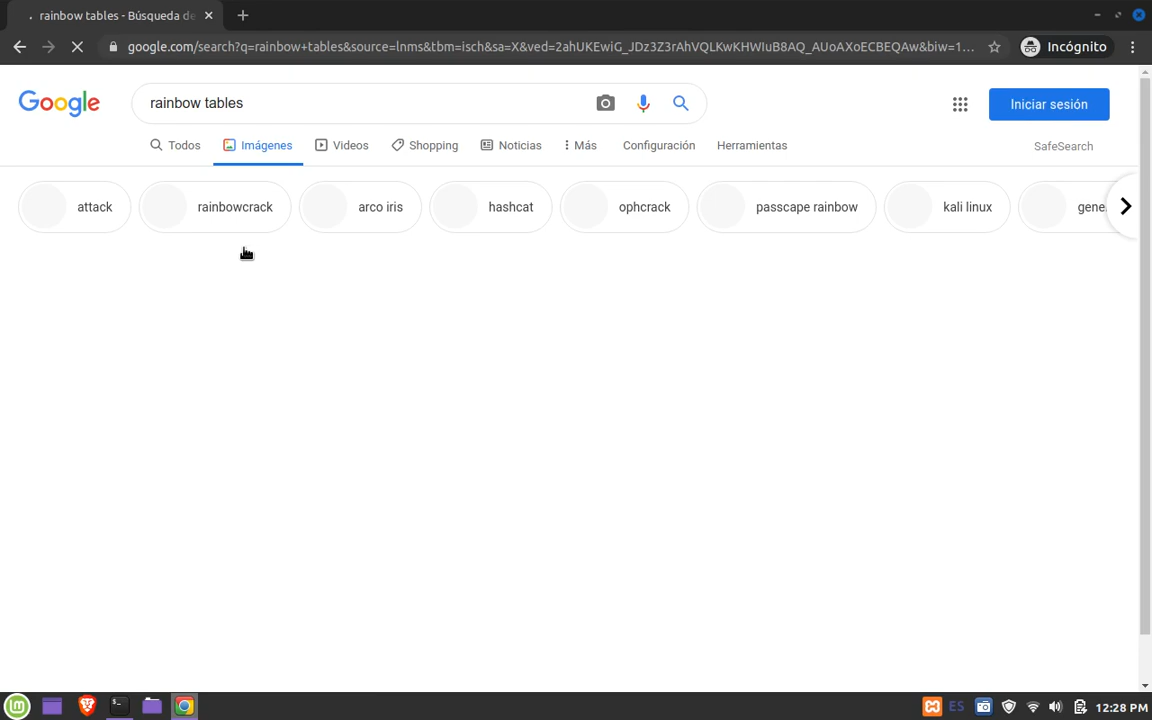 rainbow tables - Búsqueda de
google.com/search?q=rainbow+tables&source=lnms&tbm=isch&sa=X&ved=2ahUKEwiG_JDz3Z3rAhVQLKwKHWIuB8AQ_AUoAXoECBEQAw&biw=1...
Incógnito
Google
rainbow tables
Iniciar sesión
Todos Imágenes Videos Shopping Noticias Más Configuración Herramientas SafeSearch
attack rainbowcrack arco iris hashcat ophcrack passcape rainbow kali linux gene
ES 12:28 PM